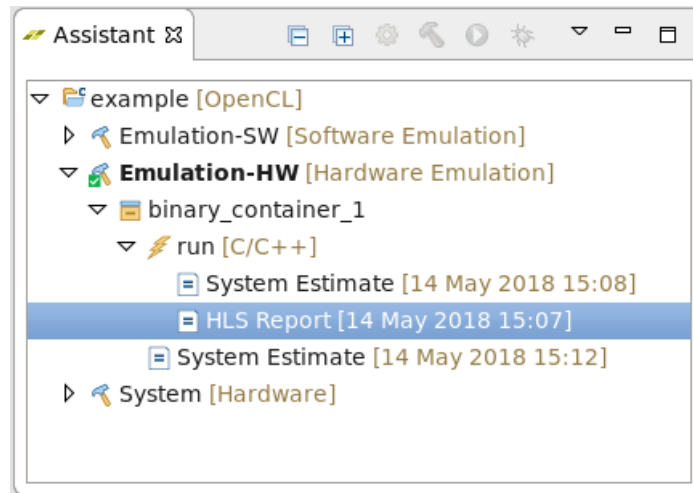 Assistant
example [OpenCL]
Emulation-SW [Software Emulation]
Emulation-HW [Hardware Emulation]
binary_container_1
run [C/C++]
System Estimate [14 May 2018 15:08]
HLS Report [14 May 2018 15:07]
System Estimate [14 May 2018 15:12]
System [Hardware]